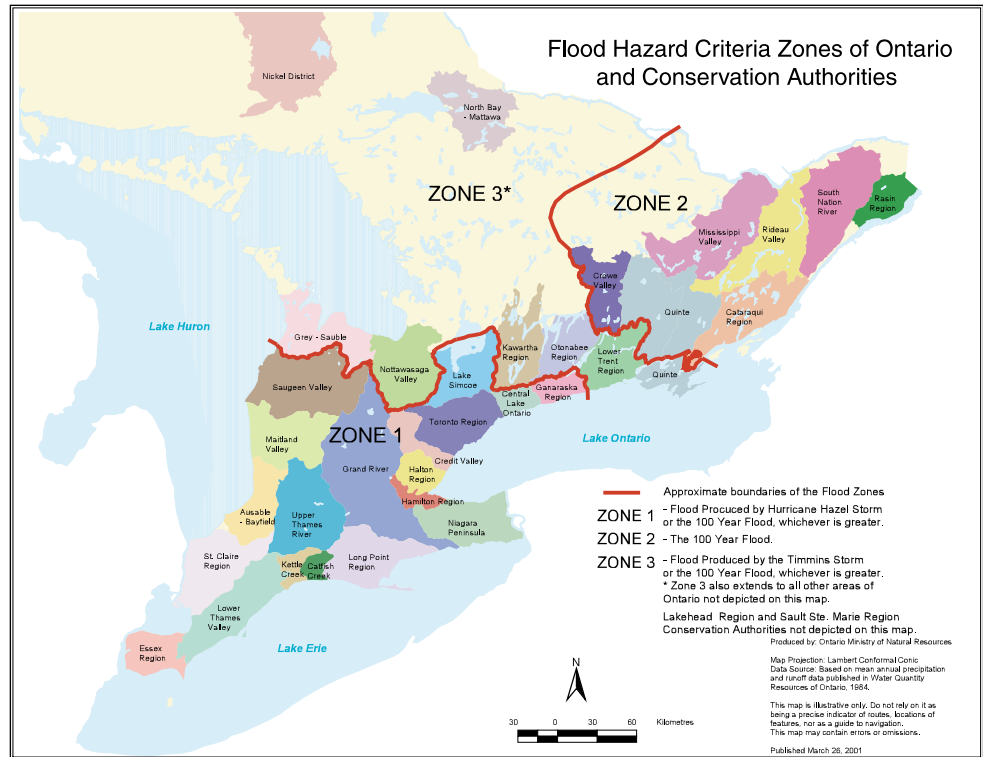 Flood Hazard Criteria Zones of Ontario
and Conservation Authorities
Nickel District
North Bay
- Mattawa
ZONE 3*
ZONE 2
South
Nation
River
Rasin
Region
Mississippi
Valley
Rideau
Valley
Crowe
Valley
Quinte
Cataraqui
Region
Lake Huron
Grey - Sauble
Nottawasaga
Valley
Lake
Simcoe
Kawartha
Region
Otonabee
Region
Lower
Trent
Region
Quinte
Saugeen Valley
Central
Lake
Ontario
Ganaraska
Region
Toronto Region
ZONE 1
Maitland
Valley
Grand River
Credit Valley
Halton
Region
Hamilton Region
Lake Ontario
Ausable
- Bayfield
Upper
Thames
River
Niagara
Peninsula
St. Claire
Region
Kettle
Creek
Catfish
Creek
Long Point
Region
Lower
Thames
Valley
Essex
Region
Lake Erie
Approximate boundaries of the Flood Zones
ZONE 1 - Flood Procuced by Hurricane Hazel Storm
or the 100 Year Flood, whichever is greater.
ZONE 2 - The 100 Year Flood.
ZONE 3 - Flood Produced by the Timmins Storm
or the 100 Year Flood, whichever is greater.
* Zone 3 also extends to all other areas of
Ontario not depicted on this map.
Lakehead Region and Sault Ste. Marie Region
Conservation Authorities not depicted on this map.
Produced by: Ontario Ministry of Natural Resources
Map Projection: Lambert Conformal Conic
Data Source: Based on mean annual precipitation
and runoff data published in Water Quantity
Resources of Ontario, 1984.
This map is illustrative only. Do not rely on it as
being a precise indicator of routes, locations of
features, nor as a guide to navigation.
This map may contain errors or omissions.
Published March 26, 2001
N
30 0 30 60 Kilometres